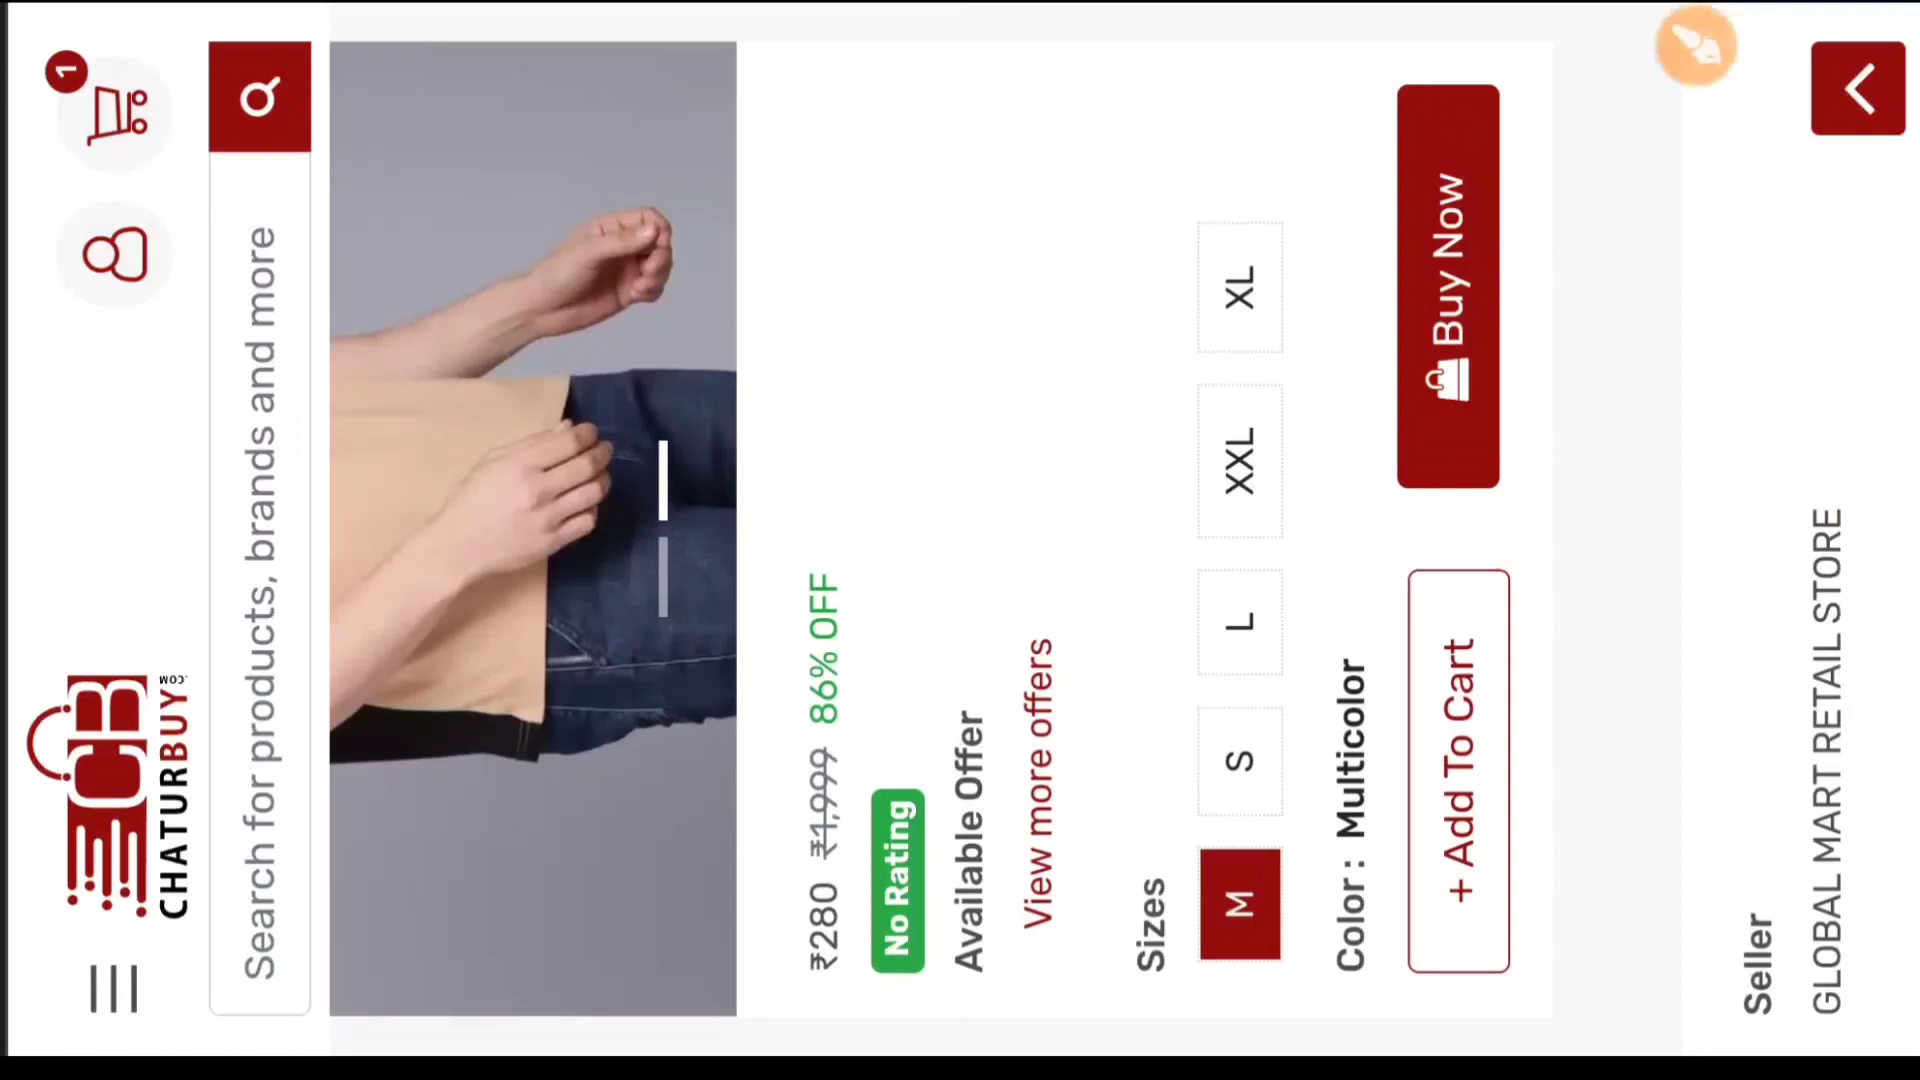 1
CHATURBUY
.COM
Search for products, brands and more
₹280 ₹1,999 86% OFF
No Rating
Available Offer
View more offers
Sizes
M S L XXL XL
Color : Multicolor
+ Add To Cart Buy Now
Seller
GLOBAL MART RETAIL STORE